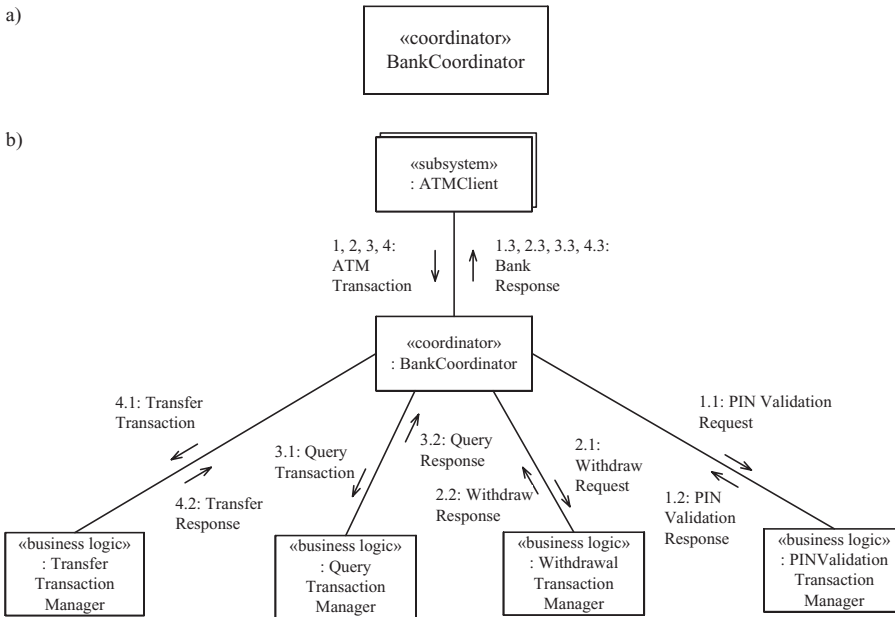 a)
«coordinator»
BankCoordinator
b)
«subsystem»
: ATMClient
1, 2, 3, 4:
ATM
Transaction
1.3, 2.3, 3.3, 4.3:
Bank
Response
«coordinator»
: BankCoordinator
4.1: Transfer
Transaction
4.2: Transfer
Response
3.1: Query
Transaction
3.2: Query
Response
2.2: Withdraw
Response
2.1:
Withdraw
Request
1.1: PIN Validation
Request
1.2: PIN
Validation
Response
«business logic»
: Transfer
Transaction
Manager
«business logic»
: Query
Transaction
Manager
«business logic»
: Withdrawal
Transaction
Manager
«business logic»
: PINValidation
Transaction
Manager